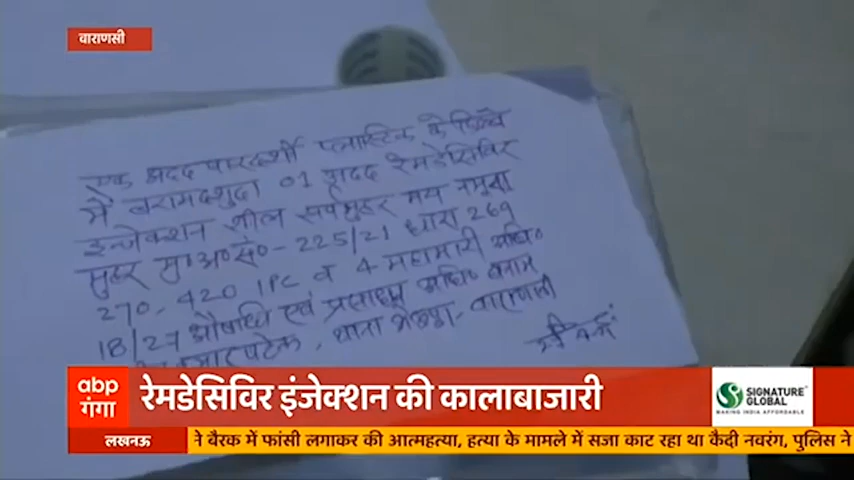 वाराणसी
एक अदद पारदर्शी प्लास्टिक के डिब्बे
में बरामदशुदा 01 अदद रेमडेसिविर
इन्जेक्शन शील सर्वमुहर मय नमूना
मुहर मु०अ०सं०- 225/21 धारा 269
270-420 IPC व 4 महामारी अधि०
18/27 औषधि एवं प्रसाधन अधि० बनाम
थाना भेलूपुर, वाराणसी
abp
गंगा
रेमडेसिविर इंजेक्शन की कालाबाजारी
SIGNATURE
GLOBAL
MAKING INDIA AFFORDABLE
लखनऊ
ने बैरक में फांसी लगाकर की आत्महत्या, हत्या के मामले में सजा काट रहा था कैदी नवरंग, पुलिस ने